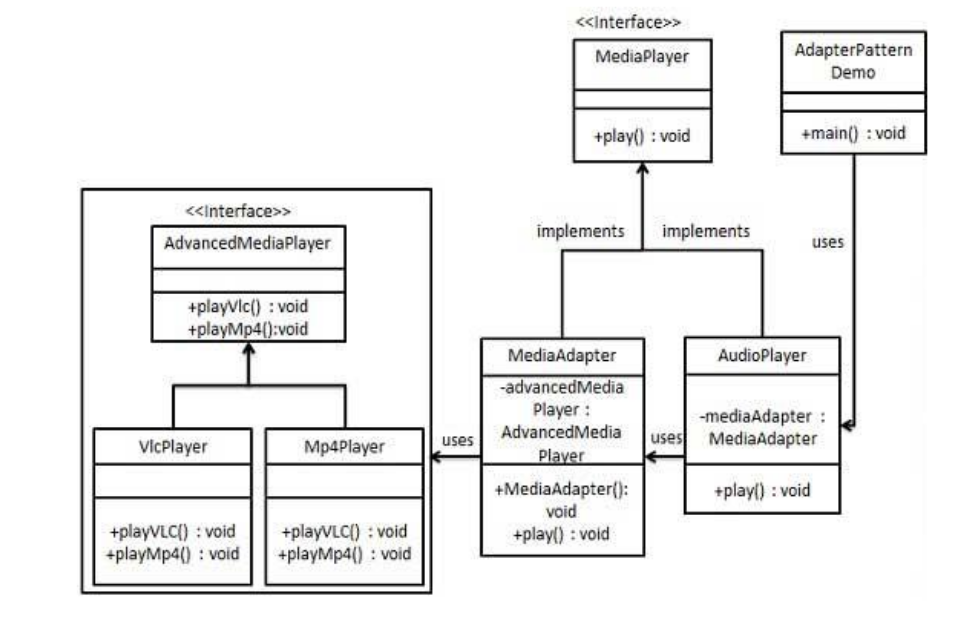 <<Interface>>
MediaPlayer
+play() : void
AdapterPattern
Demo
+main() : void
implements
implements
uses
<<Interface>>
AdvancedMediaPlayer
+playVlc() : void
+playMp4():void
VlcPlayer
+playVLC() : void
+playMp4() : void
Mp4Player
+playVLC() : void
+playMp4() : void
uses
MediaAdapter
-advancedMedia
Player :
AdvancedMedia
Player
+MediaAdapter():
void
+play() : void
uses
AudioPlayer
-mediaAdapter :
MediaAdapter
+play() : void